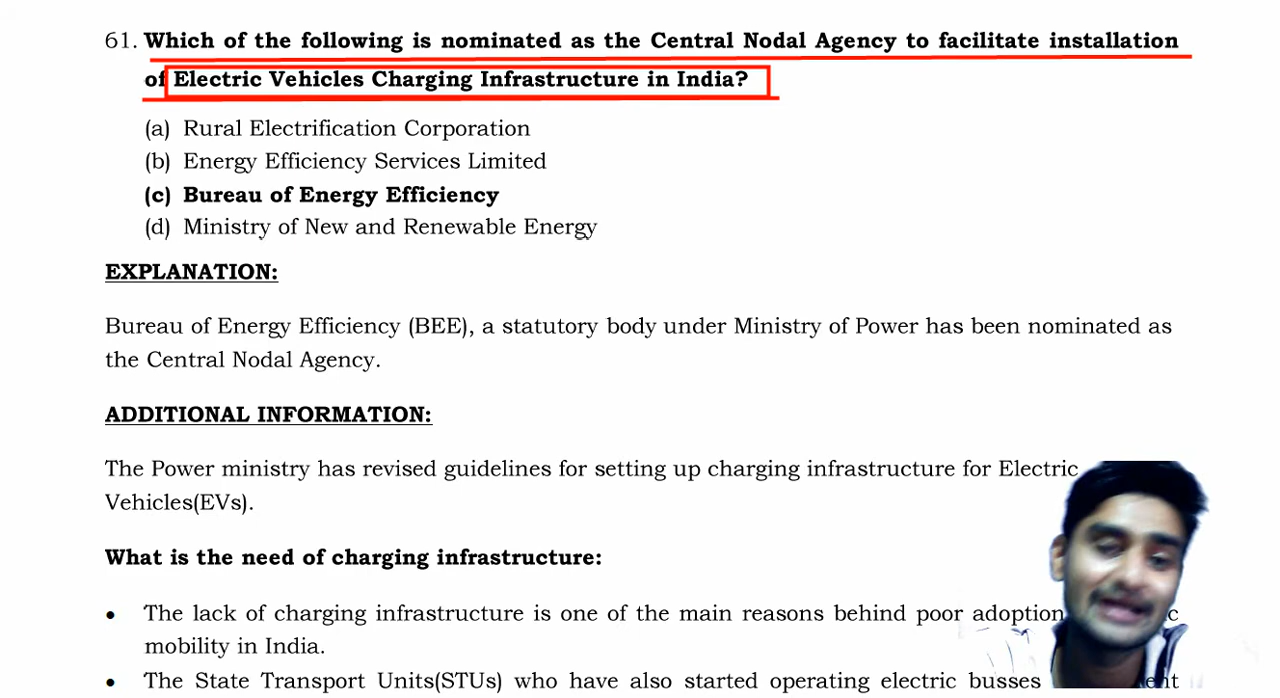 61. Which of the following is nominated as the Central Nodal Agency to facilitate installation
of Electric Vehicles Charging Infrastructure in India?
(a) Rural Electrification Corporation
(b) Energy Efficiency Services Limited
(c) Bureau of Energy Efficiency
(d) Ministry of New and Renewable Energy
EXPLANATION:
Bureau of Energy Efficiency (BEE), a statutory body under Ministry of Power has been nominated as
the Central Nodal Agency.
ADDITIONAL INFORMATION:
The Power ministry has revised guidelines for setting up charging infrastructure for Electric
Vehicles(EVs).
What is the need of charging infrastructure:
• The lack of charging infrastructure is one of the main reasons behind poor adoption
mobility in India.
• The State Transport Units(STUs) who have also started operating electric busses